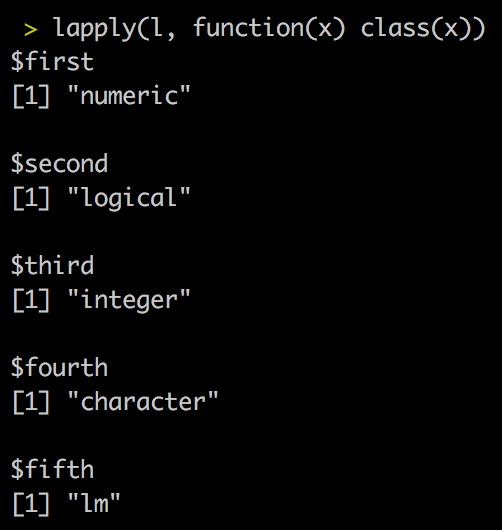 > lapply(l, function(x) class(x))
$first
[1] "numeric"
$second
[1] "logical"
$third
[1] "integer"
$fourth
[1] "character"
$fifth
[1] "lm"